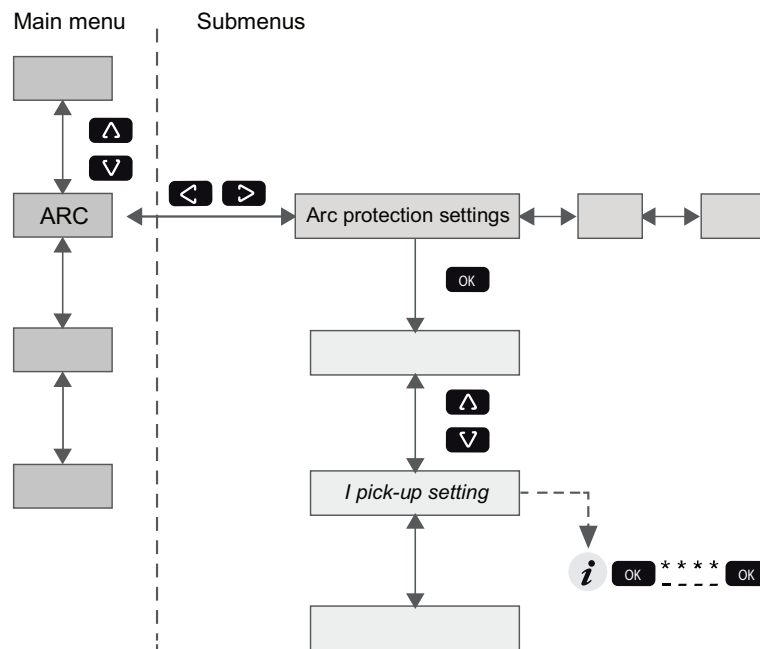 Main menu
Submenus
ARC
Arc protection settings
OK
I pick-up setting
i
OK
* * * *
OK